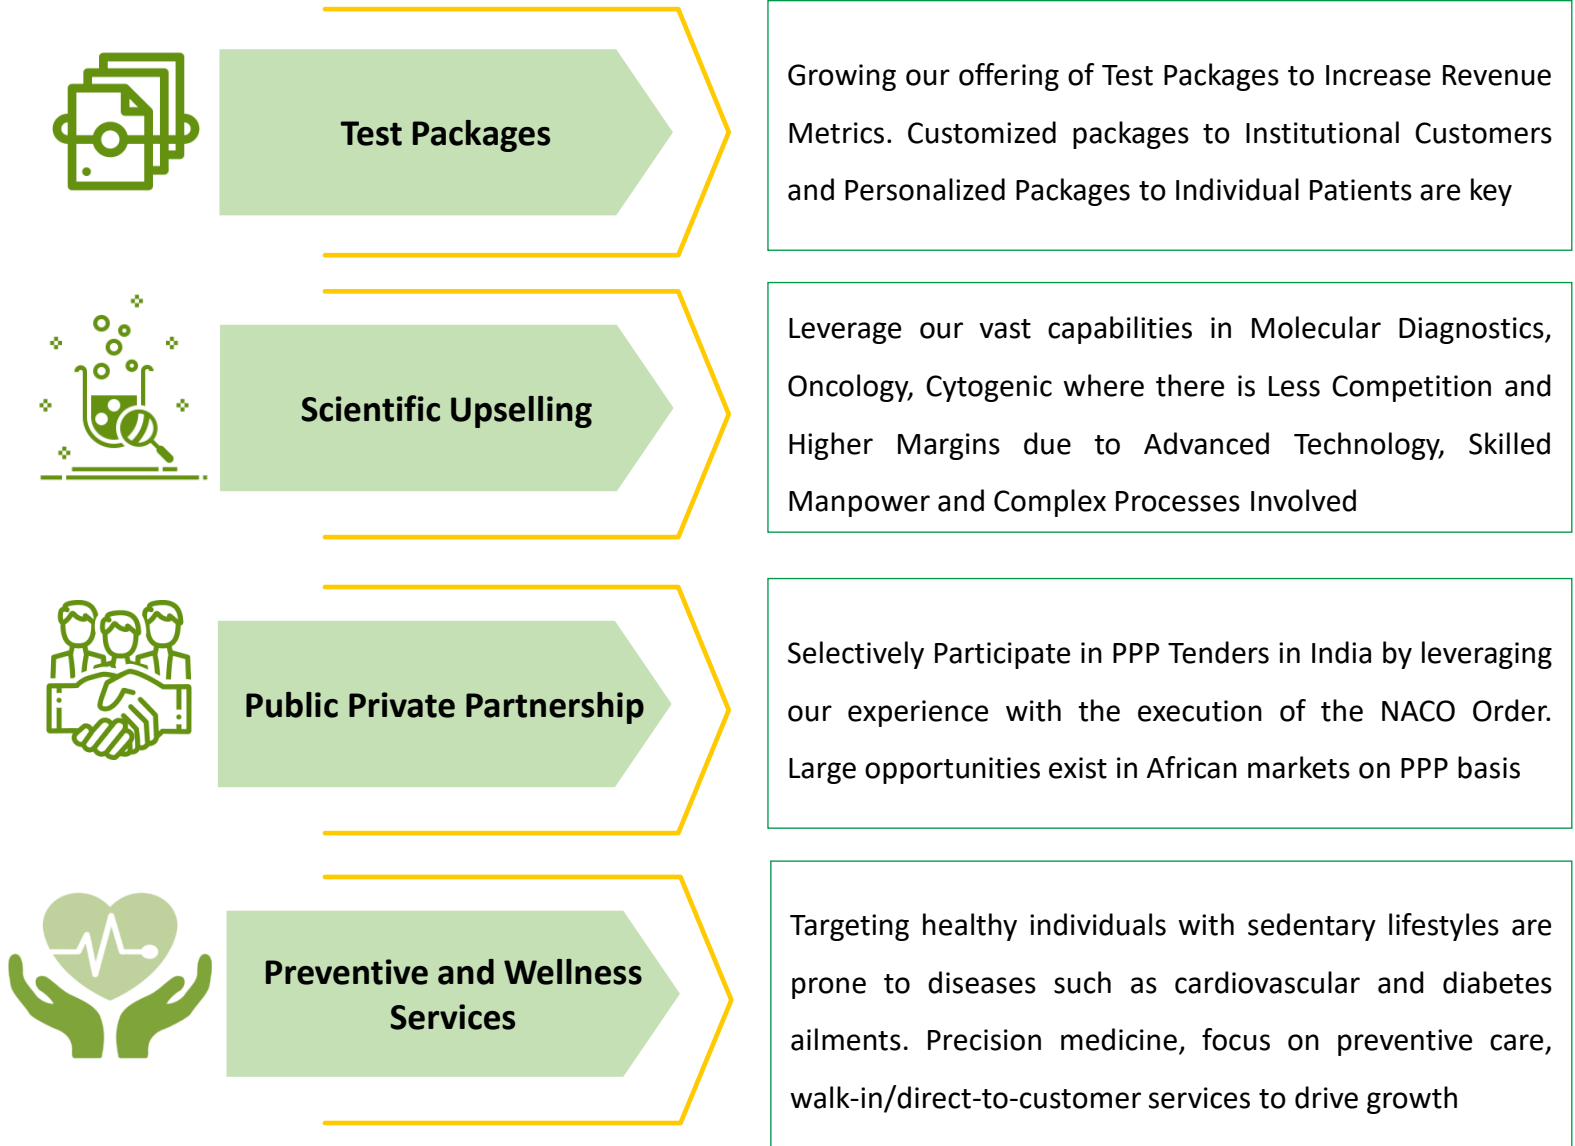 Test Packages
Growing our offering of Test Packages to Increase Revenue
Metrics. Customized packages to Institutional Customers
and Personalized Packages to Individual Patients are key
Scientific Upselling
Leverage our vast capabilities in Molecular Diagnostics,
Oncology, Cytogenic where there is Less Competition and
Higher Margins due to Advanced Technology, Skilled
Manpower and Complex Processes Involved
Public Private Partnership
Selectively Participate in PPP Tenders in India by leveraging
our experience with the execution of the NACO Order.
Large opportunities exist in African markets on PPP basis
Preventive and Wellness
Services
Targeting healthy individuals with sedentary lifestyles are
prone to diseases such as cardiovascular and diabetes
ailments. Precision medicine, focus on preventive care,
walk-in/direct-to-customer services to drive growth